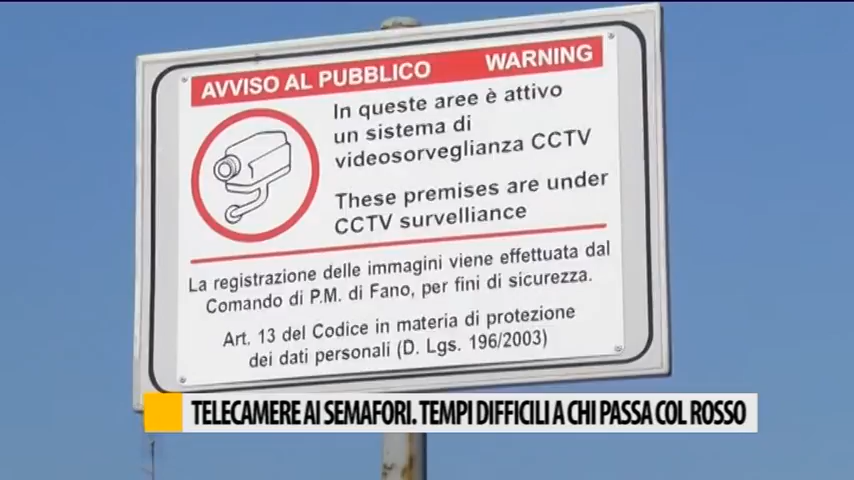 AVVISO AL PUBBLICO WARNING
In queste aree è attivo
un sistema di
videosorveglianza CCTV
These premises are under
CCTV survelliance
La registrazione delle immagini viene effettuata dal
Comando di P.M. di Fano, per fini di sicurezza.
Art. 13 del Codice in materia di protezione
dei dati personali (D. Lgs. 196/2003)
TELECAMERE AI SEMAFORI. TEMPI DIFFICILI A CHI PASSA COL ROSSO